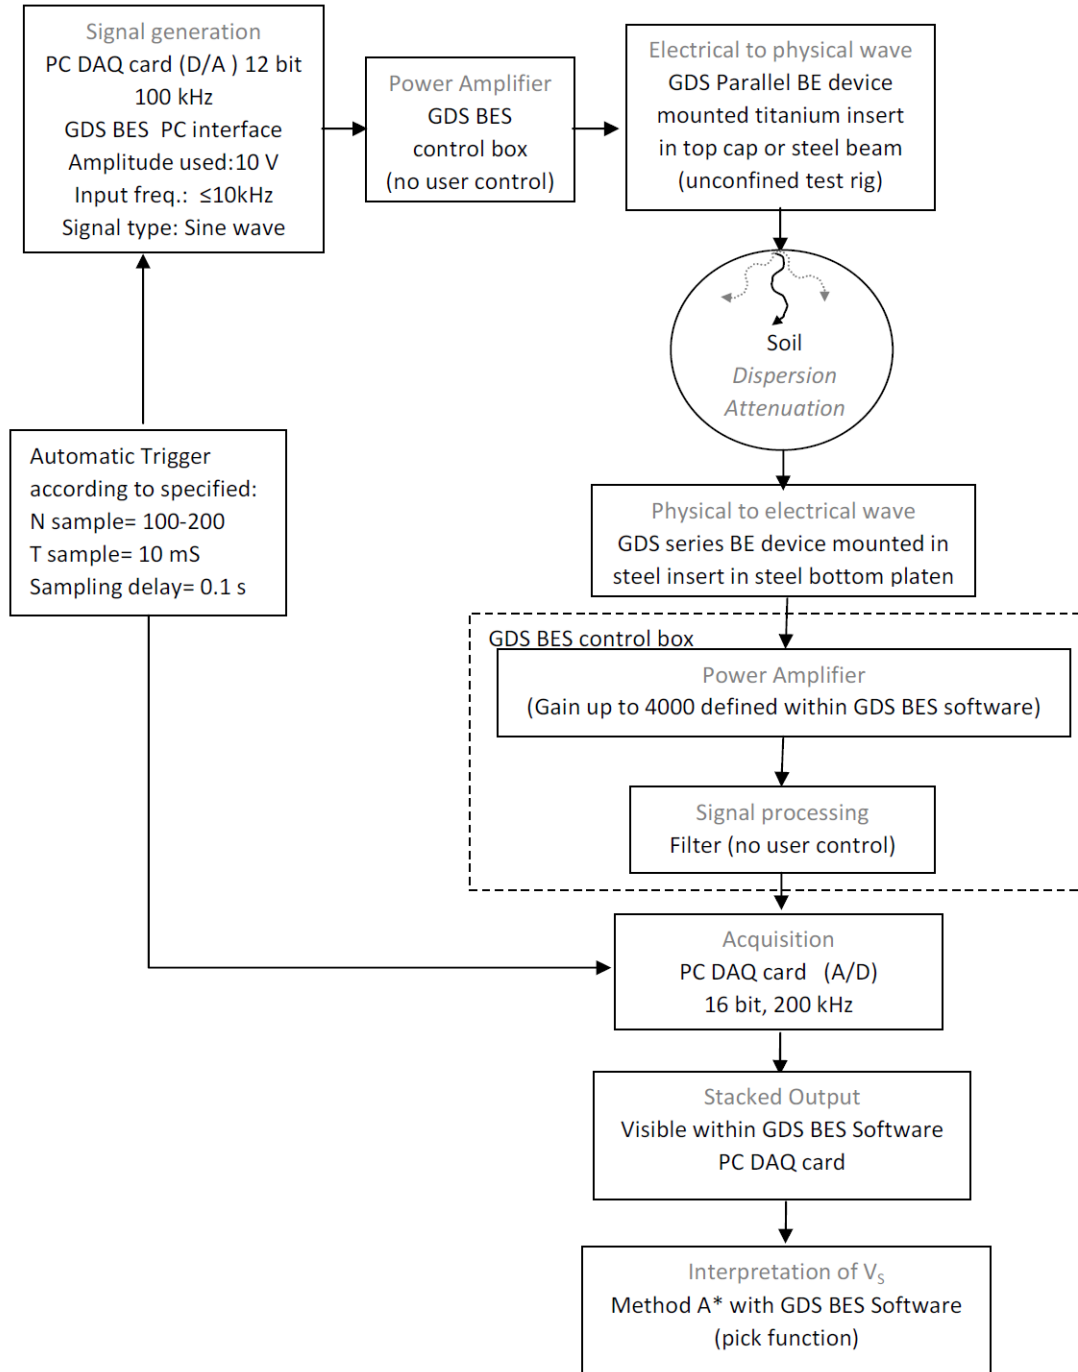 Signal generation
PC DAQ card (D/A ) 12 bit
100 kHz
GDS BES PC interface
Amplitude used:10 V
Input freq.: ≤10kHz
Signal type: Sine wave
Power Amplifier
GDS BES
control box
(no user control)
Electrical to physical wave
GDS Parallel BE device
mounted titanium insert
in top cap or steel beam
(unconfined test rig)
Soil
Dispersion
Attenuation
Automatic Trigger
according to specified:
N sample= 100-200
T sample= 10 mS
Sampling delay= 0.1 s
Physical to electrical wave
GDS series BE device mounted in
steel insert in steel bottom platen
GDS BES control box
Power Amplifier
(Gain up to 4000 defined within GDS BES software)
Signal processing
Filter (no user control)
Acquisition
PC DAQ card (A/D)
16 bit, 200 kHz
Stacked Output
Visible within GDS BES Software
PC DAQ card
Interpretation of VS
Method A* with GDS BES Software
(pick function)